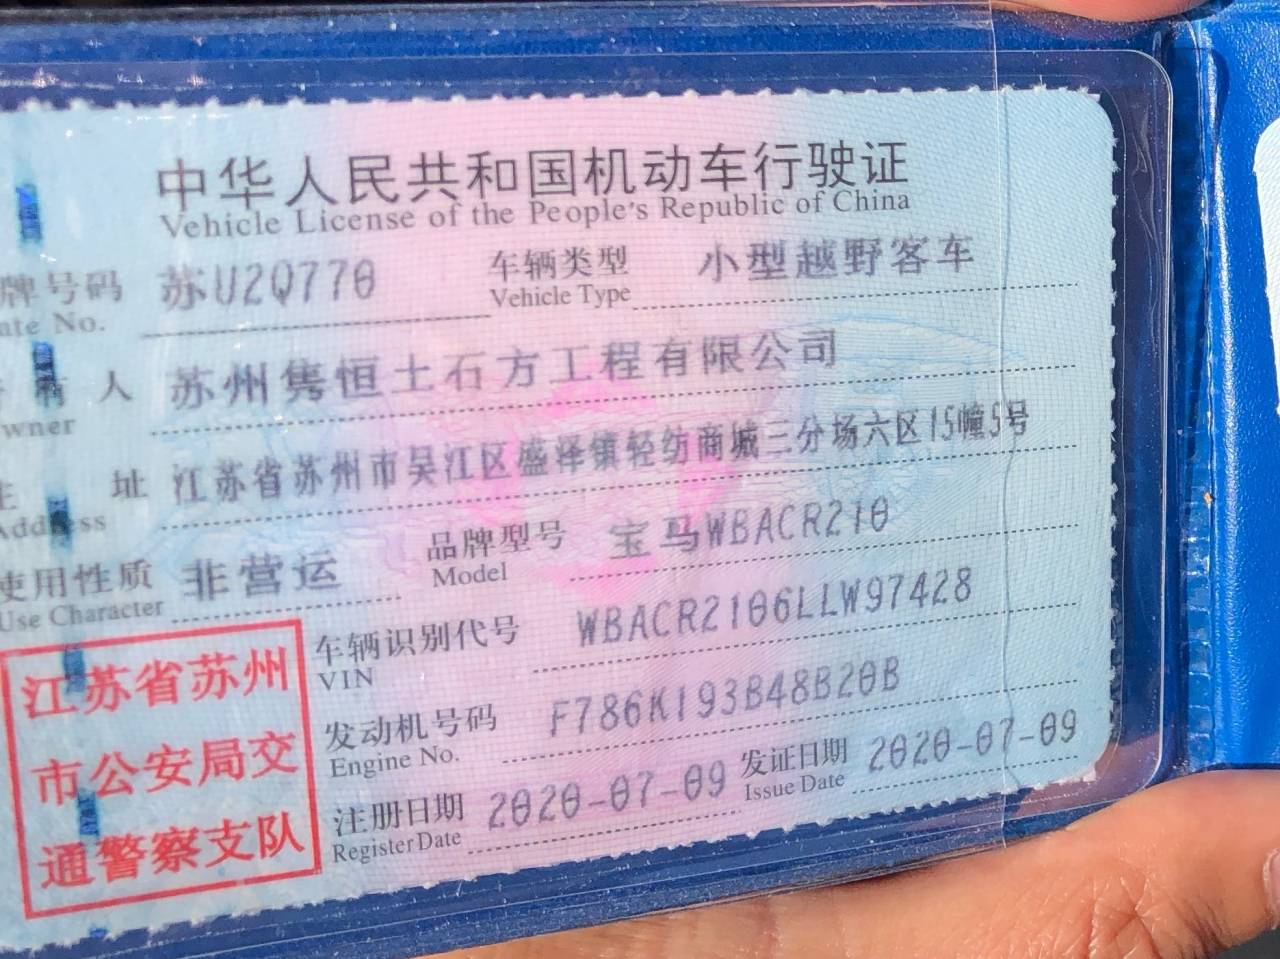 中华人民共和国机动车行驶证
Vehicle License of the People's Republic of China
牌号码 苏U2Q770 车辆类型 小型越野客车
ate No. Vehicle Type
有人 苏州隽恒土石方工程有限公司
wner
址 江苏省苏州市吴江区盛泽镇轻纺商城三分场六区15幢5号
Address
使用性质 非营运 品牌型号 宝马WBACR210
Use Character Model
车辆识别代号 WBACR2106LLW97428
VIN
发动机号码 F786K193B48B20B
Engine No.
注册日期 2020-07-09 发证日期 2020-07-09
Register Date Issue Date
江苏省苏州
市公安局交
通警察支队